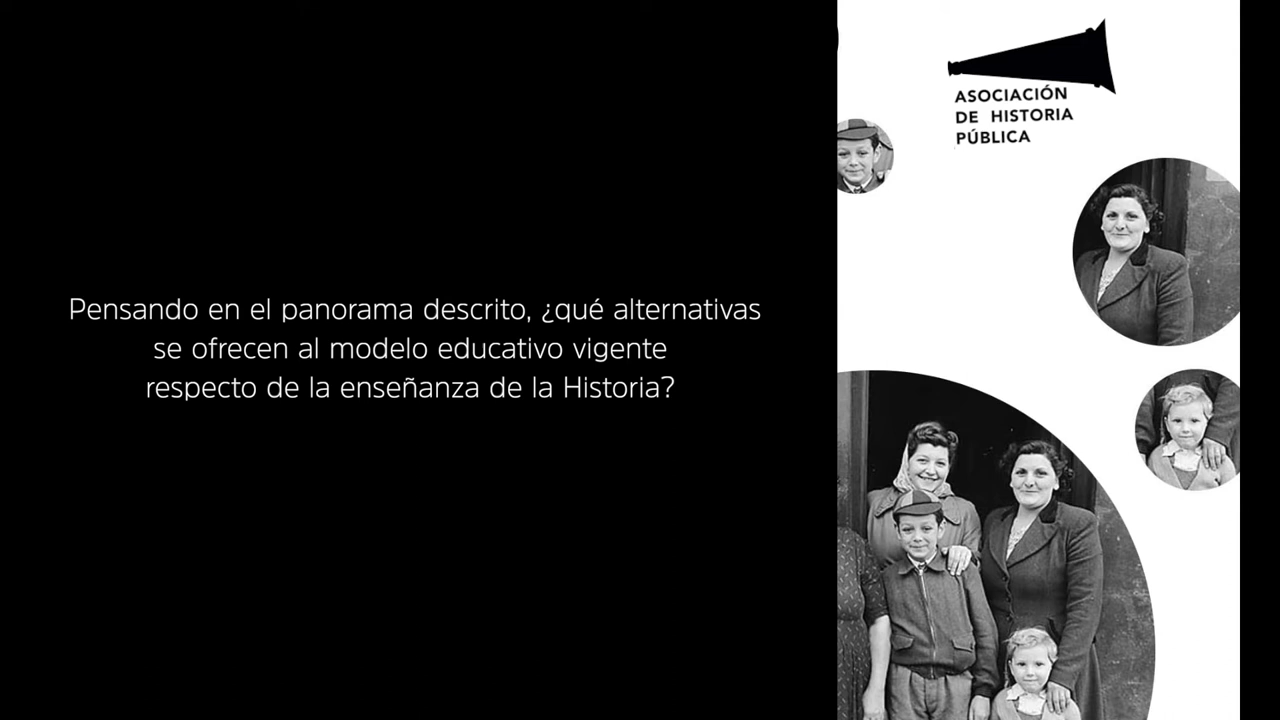 Pensando en el panorama descrito, ¿qué alternativas
se ofrecen al modelo educativo vigente
respecto de la enseñanza de la Historia?
ASOCIACIÓN
DE HISTORIA
PÚBLICA